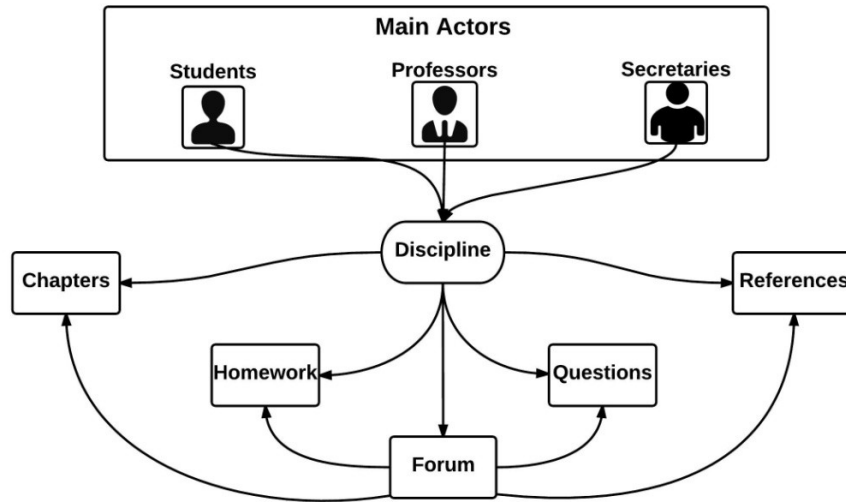 Main Actors
Students
Professors
Secretaries
Discipline
Chapters
References
Homework
Questions
Forum